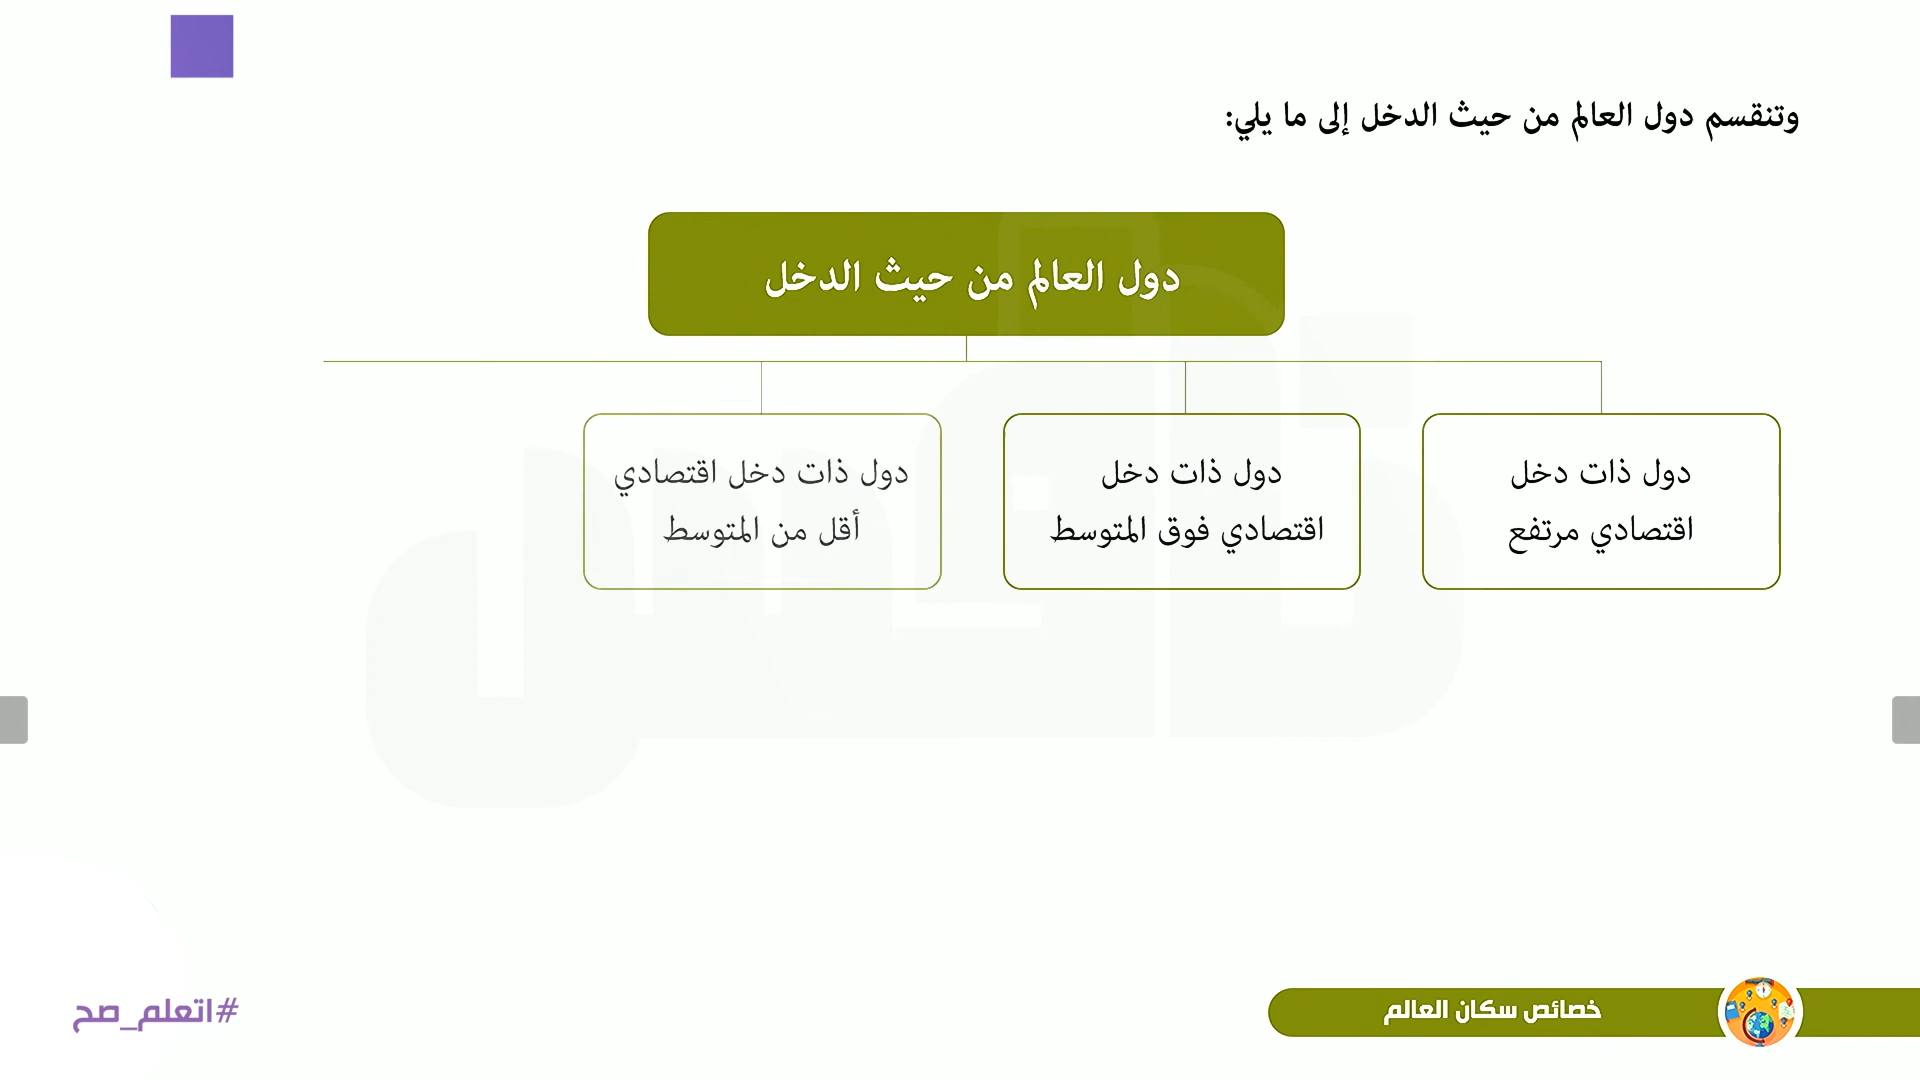 وتنقسم دول العالم من حيث الدخل إلى ما يلي:
دول العالم من حيث الدخل
دول ذات دخل
اقتصادي مرتفع
دول ذات دخل
اقتصادي فوق المتوسط
دول ذات دخل اقتصادي
أقل من المتوسط
خصائص سكان العالم
#اتعلم_صح